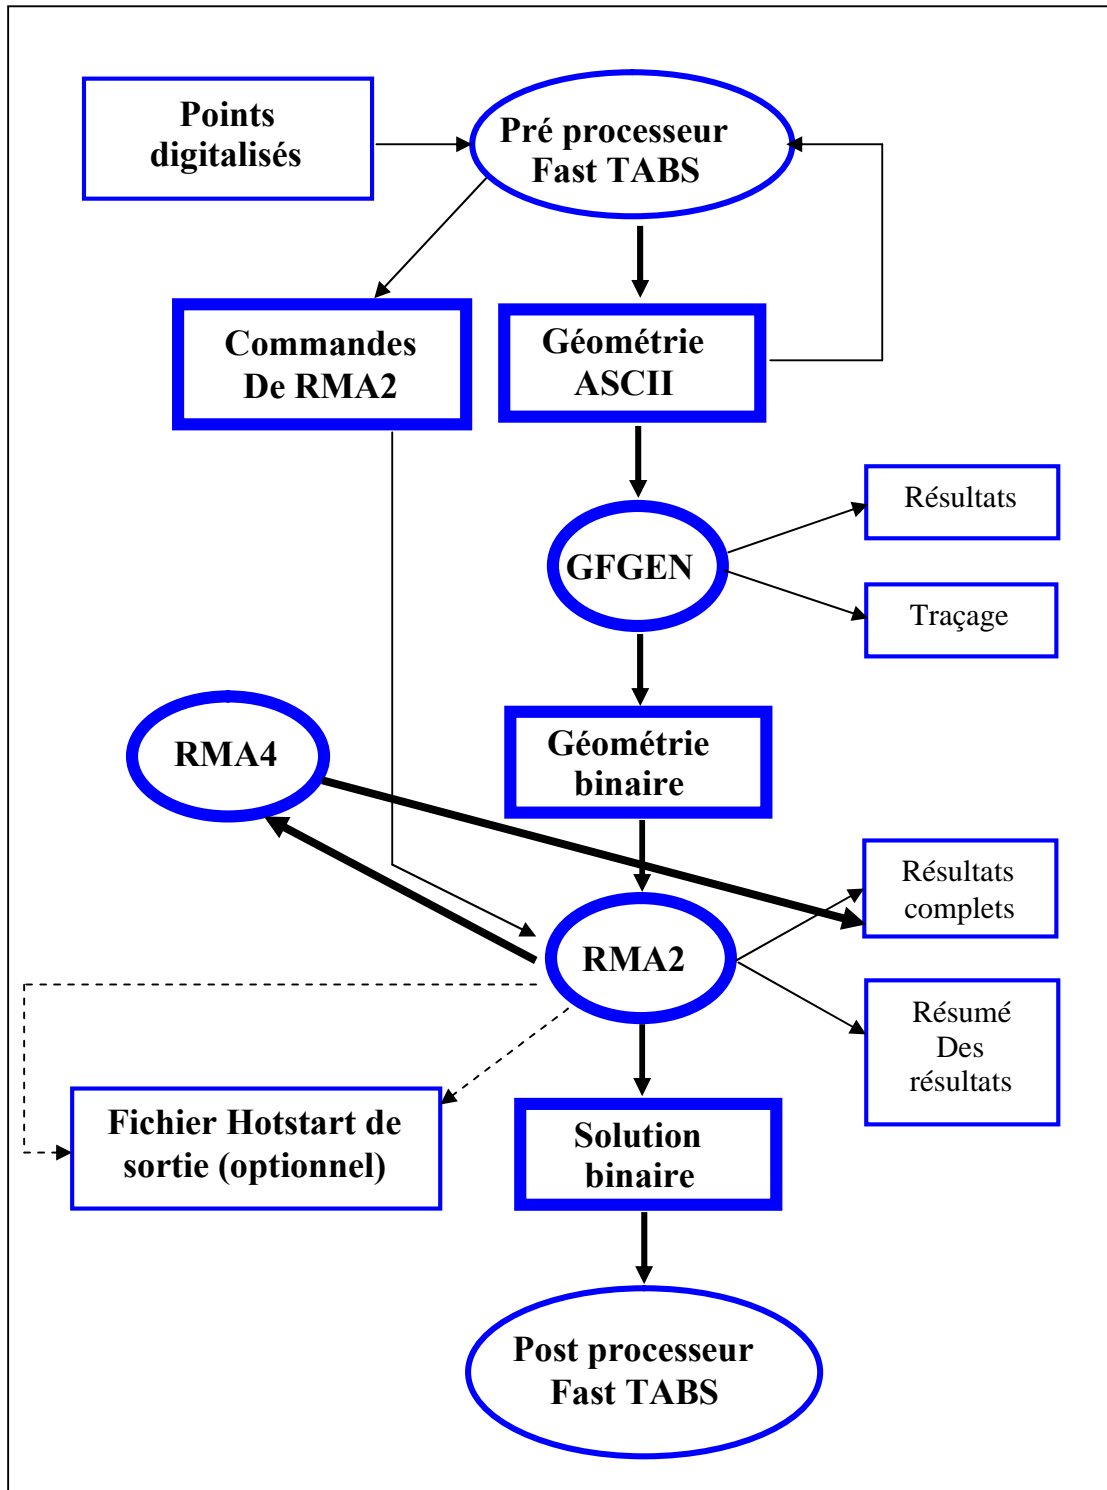 Points
digitalisés
Pré processeur
Fast TABS
Commandes
De RMA2
Géométrie
ASCII
Résultats
GFGEN
Traçage
Géométrie
binaire
RMA4
Résultats
complets
RMA2
Résumé
Des
résultats
Fichier Hotstart de
sortie (optionnel)
Solution
binaire
Post processeur
Fast TABS